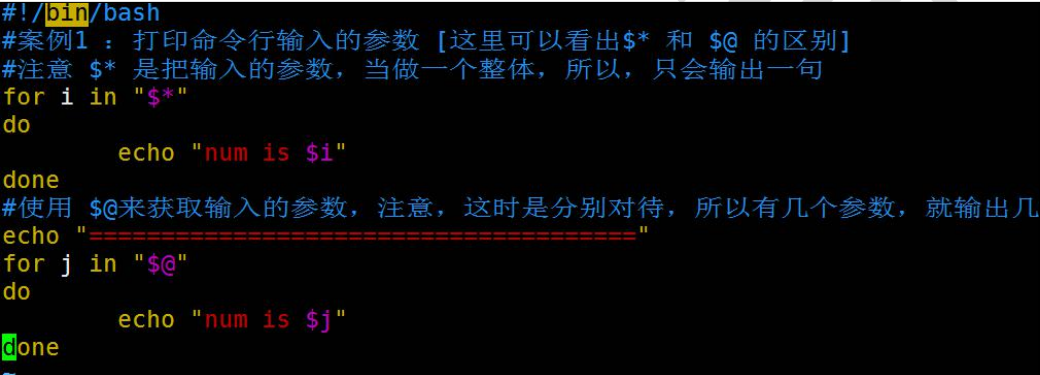 #!/bin/bash
#案例1 : 打印命令行输入的参数 [这里可以看出$* 和 $@ 的区别]
#注意 $* 是把输入的参数，当做一个整体，所以，只会输出一句
for i in "$*"
do
        echo "num is $i"
done
#使用 $@来获取输入的参数，注意，这时是分别对待，所以有几个参数，就输出几
echo "======================================"
for j in "$@"
do
        echo "num is $j"
done
~